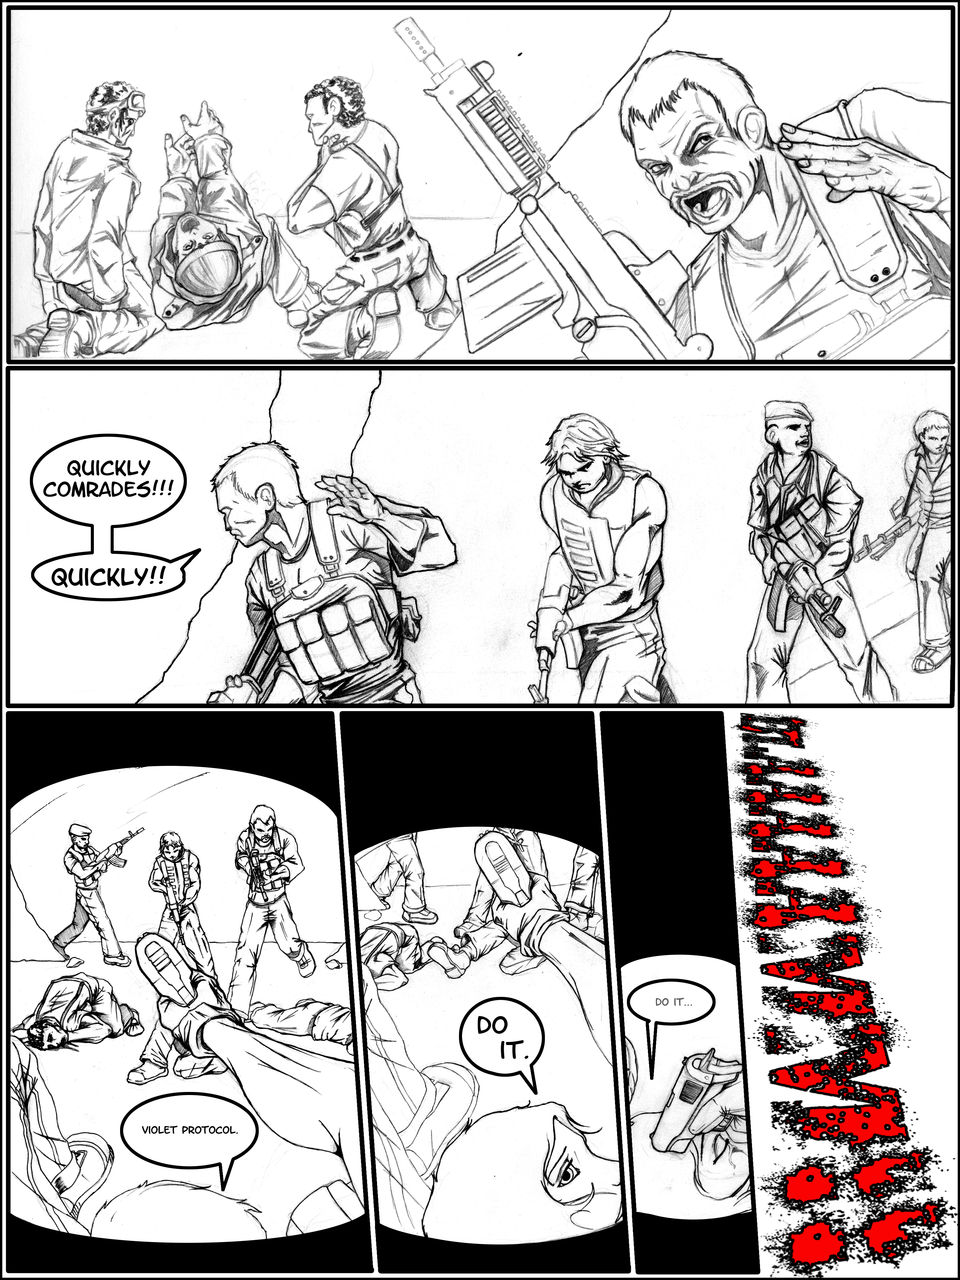 QUICKLY
COMRADES!!!
QUICKLY!!
VIOLET PROTOCOL.
DO
IT.
DO IT...